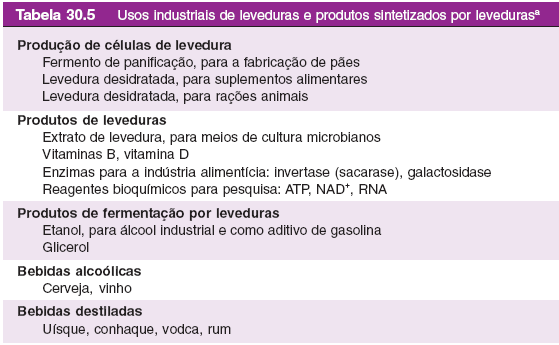 Tabela 30.5 Usos industriais de leveduras e produtos sintetizados por levedurasᵃ
Produção de células de levedura
Fermento de panificação, para a fabricação de pães
Levedura desidratada, para suplementos alimentares
Levedura desidratada, para rações animais
Produtos de leveduras
Extrato de levedura, para meios de cultura microbianos
Vitaminas B, vitamina D
Enzimas para a indústria alimentícia: invertase (sacarase), galactosidase
Reagentes bioquímicos para pesquisa: ATP, NAD⁺, RNA
Produtos de fermentação por leveduras
Etanol, para álcool industrial e como aditivo de gasolina
Glicerol
Bebidas alcoólicas
Cerveja, vinho
Bebidas destiladas
Uísque, conhaque, vodca, rum